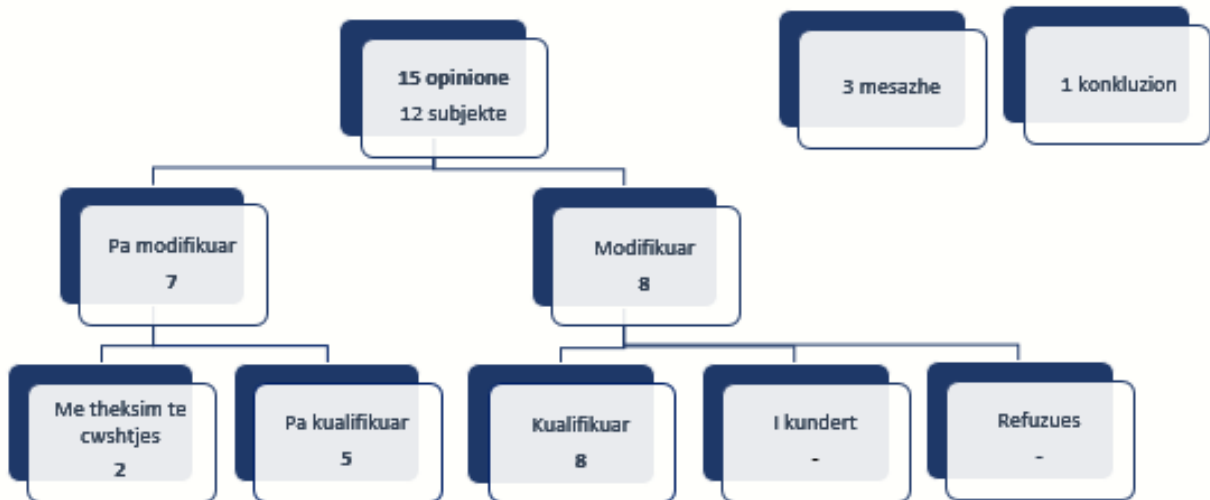 15 opinione
12 subjekte
3 mesazhe
1 konkluzion
Pa modifikuar
7
Modifikuar
8
Me theksim te
cwshtjes
2
Pa kualifikuar
5
Kualifikuar
8
I kundert
-
Refuzues
-